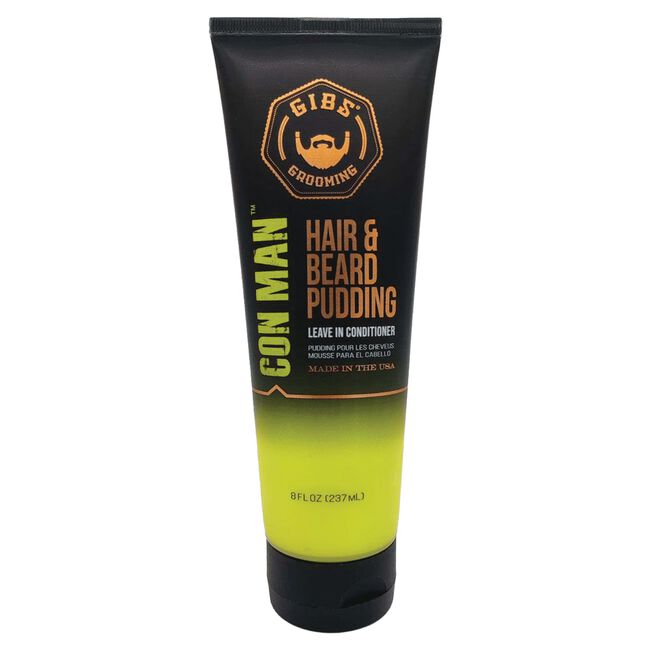 GIBS®
GROOMING
CON MAN™
HAIR &
BEARD
PUDDING
LEAVE IN CONDITIONER
PUDDING POUR LES CHEVEUS
MOUSSE PARA EL CABELLO
MADE IN THE USA
8 FL OZ (237 ML)